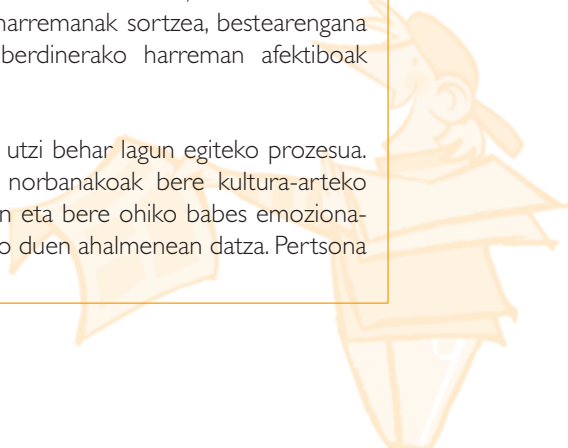 harremanak sortzea, bestearengana
berdinerako harreman afektiboak
utzi behar lagun egiteko prozesua.
norbanakoak bere kultura-arteko
n eta bere ohiko babes emoziona-
o duen ahalmenean datza. Pertsona